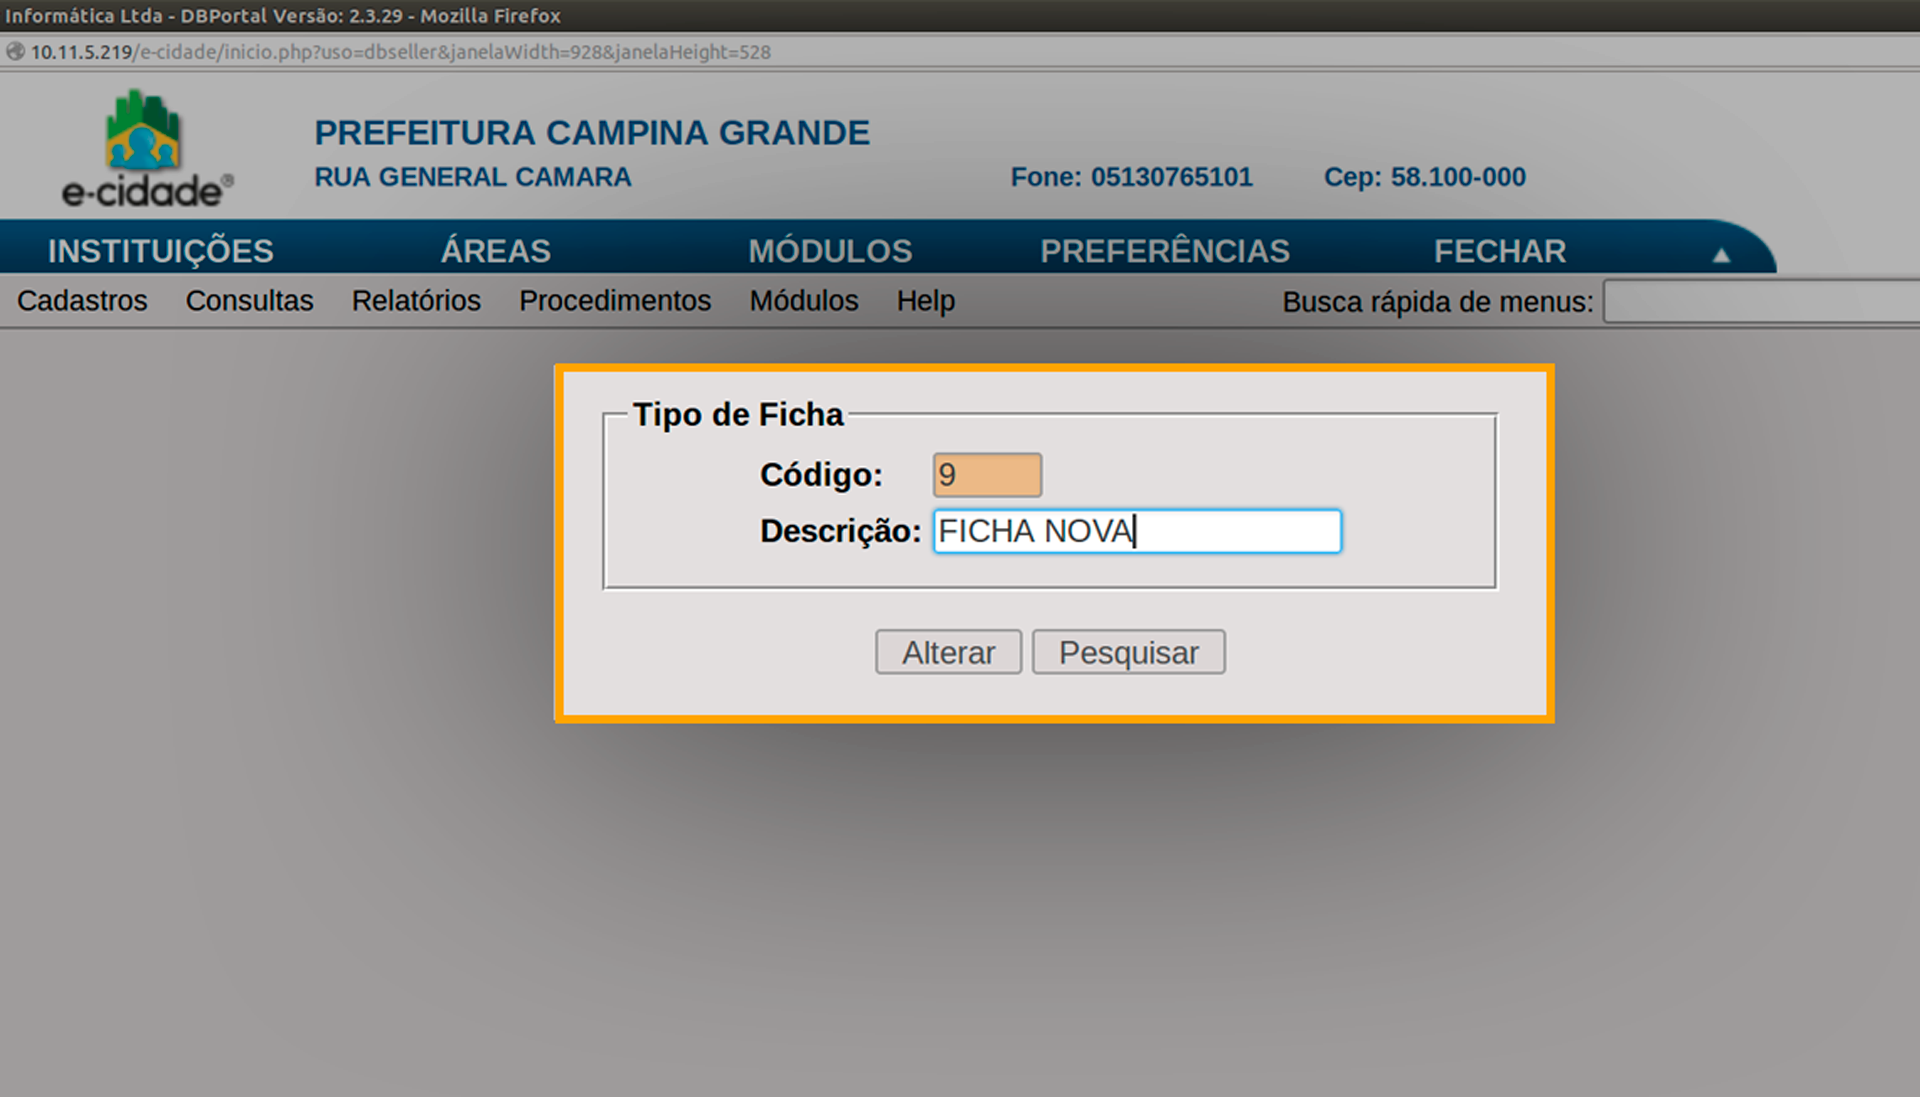 Informática Ltda - DBPortal Versão: 2.3.29 - Mozilla Firefox
10.11.5.219/e-cidade/inicio.php?uso=dbseller&janelaWidth=928&janelaHeight=528
e-cidade®
PREFEITURA CAMPINA GRANDE
RUA GENERAL CAMARA Fone: 05130765101 Cep: 58.100-000
INSTITUIÇÕES ÁREAS MÓDULOS PREFERÊNCIAS FECHAR ▲
Cadastros Consultas Relatórios Procedimentos Módulos Help Busca rápida de menus:
Tipo de Ficha
Código: 9
Descrição: FICHA NOVA
Alterar Pesquisar